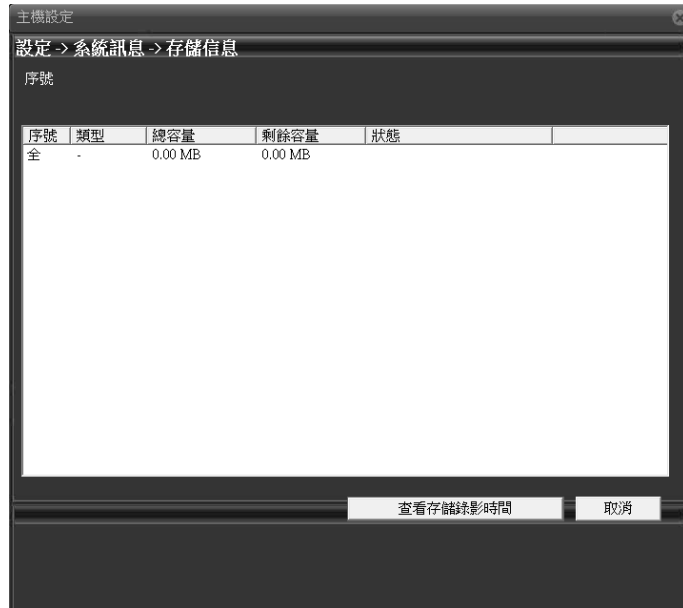 主機設定
設定 -> 系統訊息 -> 存儲信息
序號
序號 類型 總容量 剩餘容量 狀態
全 - 0.00 MB 0.00 MB
查看存儲錄影時間 取消